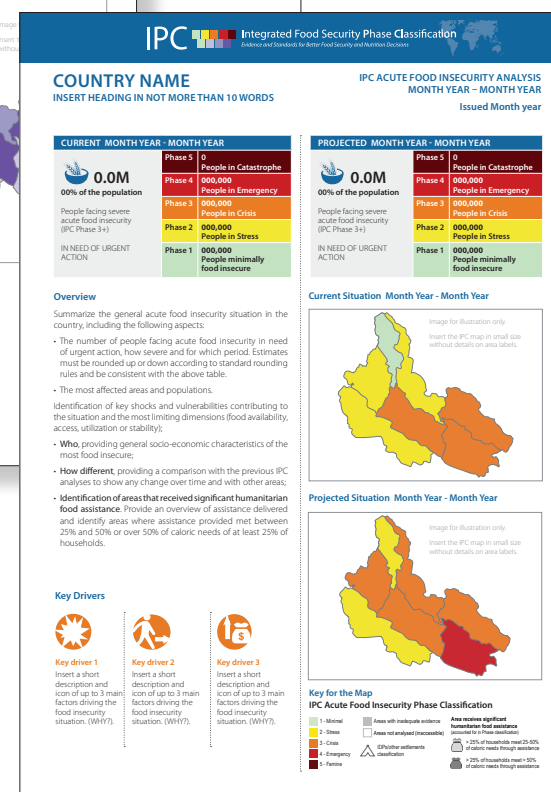 IPC Integrated Food Security Phase Classification
Evidence and Standards for Better Food Security and Nutrition Decisions
COUNTRY NAME
INSERT HEADING IN NOT MORE THAN 10 WORDS
IPC ACUTE FOOD INSECURITY ANALYSIS
MONTH YEAR – MONTH YEAR
Issued Month year
CURRENT MONTH YEAR - MONTH YEAR
0.0M
00% of the population
People facing severe
acute food insecurity
(IPC Phase 3+)
IN NEED OF URGENT
ACTION
Phase 5 0
People in Catastrophe
Phase 4 000,000
People in Emergency
Phase 3 000,000
People in Crisis
Phase 2 000,000
People in Stress
Phase 1 000,000
People minimally
food insecure
PROJECTED MONTH YEAR - MONTH YEAR
0.0M
00% of the population
People facing severe
acute food insecurity
(IPC Phase 3+)
IN NEED OF URGENT
ACTION
Phase 5 0
People in Catastrophe
Phase 4 000,000
People in Emergency
Phase 3 000,000
People in Crisis
Phase 2 000,000
People in Stress
Phase 1 000,000
People minimally
food insecure
Overview
Summarize the general acute food insecurity situation in the
country, including the following aspects:
• The number of people facing acute food insecurity in need
of urgent action, how severe and for which period. Estimates
must be rounded up or down according to standard rounding
rules and be consistent with the above table.
• The most affected areas and populations.
Identification of key shocks and vulnerabilities contributing to
the situation and the most limiting dimensions (food availability,
access, utilization or stability);
• Who, providing general socio-economic characteristics of the
most food insecure;
• How different, providing a comparison with the previous IPC
analyses to show any change over time and with other areas;
• Identification of areas that received significant humanitarian
food assistance. Provide an overview of assistance delivered
and identify areas where assistance provided met between
25% and 50% or over 50% of caloric needs of at least 25% of
households.
Key Drivers
Key driver 1
Insert a short
description and
icon of up to 3 main
factors driving the
food insecurity
situation. (WHY?).
Key driver 2
Insert a short
description and
icon of up to 3 main
factors driving the
food insecurity
situation. (WHY?).
Key driver 3
Insert a short
description and
icon of up to 3 main
factors driving the
food insecurity
situation. (WHY?).
Current Situation Month Year - Month Year
Image for illustration only.
Insert the IPC map in small size
without details on area labels.
Projected Situation Month Year - Month Year
Image for illustration only.
Insert the IPC map in small size
without details on area labels.
Key for the Map
IPC Acute Food Insecurity Phase Classification
1 - Minimal
2 - Stress
3 - Crisis
4 - Emergency
5 - Famine
Areas with inadequate evidence
Areas not analysed (inaccessible)
IDPs/other settlements
classification
Area receives significant
humanitarian food assistance
(accounted for in Phase classification)
> 25% of households meet 25-50%
of caloric needs through assistance
> 25% of households meet > 50%
of caloric needs through assistance